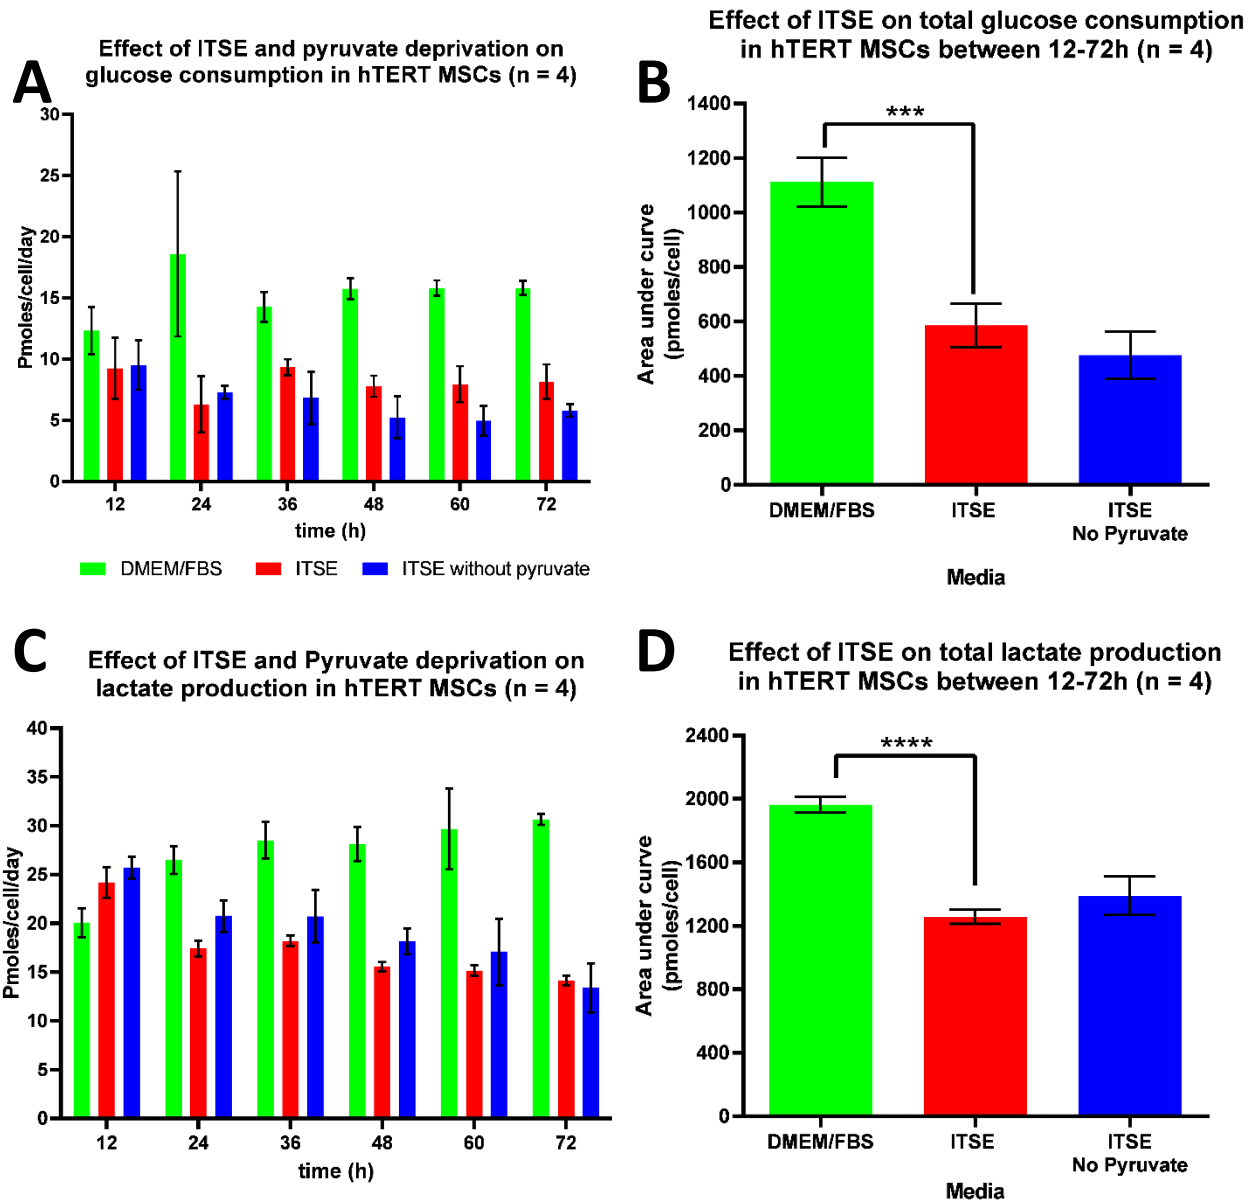 A
Effect of ITSE and pyruvate deprivation on
glucose consumption in hTERT MSCs (n = 4)
30
25
20
15
10
5
0
Pmoles/cell/day
12 24 36 48 60 72
time (h)
DMEM/FBS ITSE ITSE without pyruvate
B
Effect of ITSE on total glucose consumption
in hTERT MSCs between 12-72h (n = 4)
1400
1200
1000
800
600
400
200
0
Area under curve
(pmoles/cell)
***
DMEM/FBS ITSE ITSE
No Pyruvate
Media
C
Effect of ITSE and Pyruvate deprivation on
lactate production in hTERT MSCs (n = 4)
40
35
30
25
20
15
10
5
0
Pmoles/cell/day
12 24 36 48 60 72
time (h)
D
Effect of ITSE on total lactate production
in hTERT MSCs between 12-72h (n = 4)
2400
2000
1600
1200
800
400
0
Area under curve
(pmoles/cell)
****
DMEM/FBS ITSE ITSE
No Pyruvate
Media